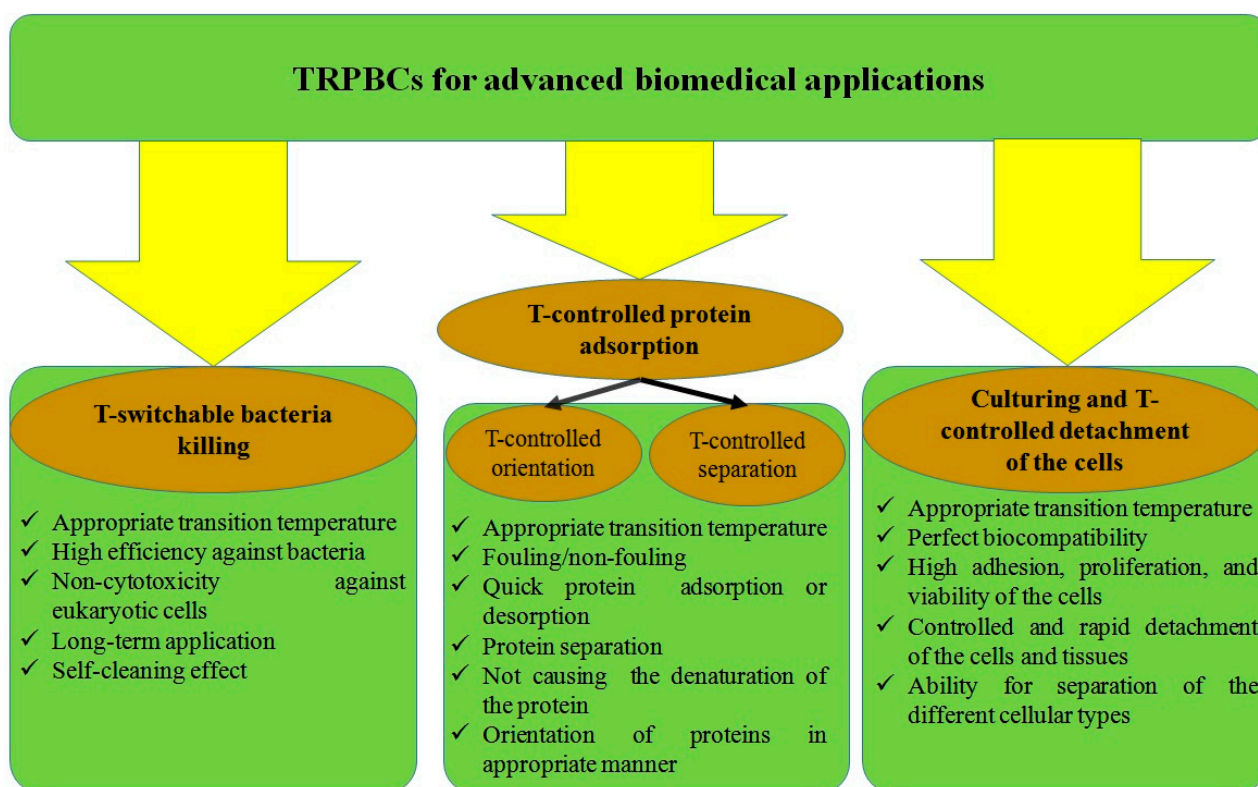 TRPBCs for advanced biomedical applications
T-switchable bacteria
killing
✓ Appropriate transition temperature
✓ High efficiency against bacteria
✓ Non-cytotoxicity against
eukaryotic cells
✓ Long-term application
✓ Self-cleaning effect
T-controlled protein
adsorption
T-controlled
orientation
T-controlled
separation
✓ Appropriate transition temperature
✓ Fouling/non-fouling
✓ Quick protein adsorption or
desorption
✓ Protein separation
✓ Not causing the denaturation of
the protein
✓ Orientation of proteins in
appropriate manner
Culturing and T-
controlled detachment
of the cells
✓ Appropriate transition temperature
✓ Perfect biocompatibility
✓ High adhesion, proliferation, and
viability of the cells
✓ Controlled and rapid detachment
of the cells and tissues
✓ Ability for separation of the
different cellular types